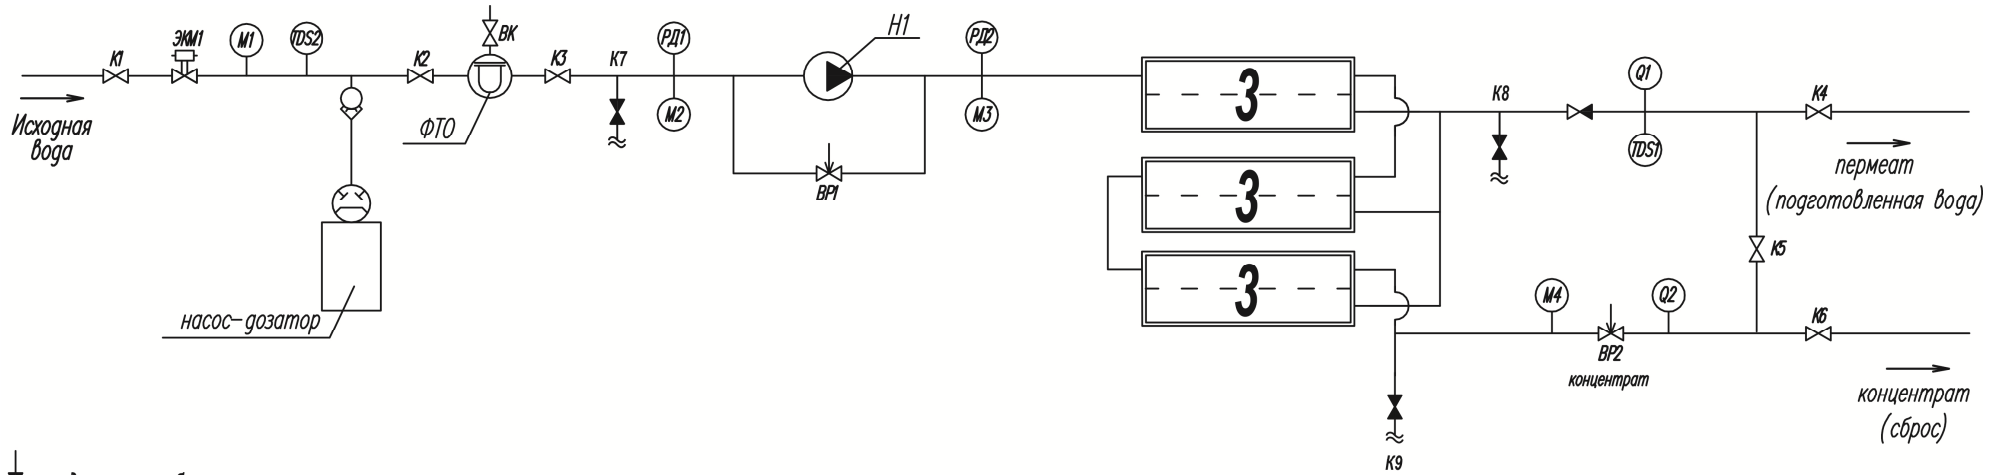 К1
ЭКМ1
М1
TDS2
К2
ВК
К3
К7
РД1
Н1
РД2
Исходная
вода
ФТО
М2
ВР1
М3
насос-дозатор
3
3
3
К8
Q1
К4
TDS1
пермеат
(подготовленная вода)
К5
М4
Q2
К6
ВР2
концентрат
концентрат
(сброс)
К9